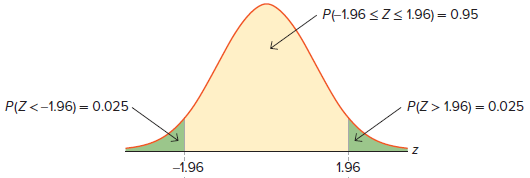 P(–1.96 ≤ Z ≤ 1.96) = 0.95
P(Z < –1.96) = 0.025
P(Z > 1.96) = 0.025
z
–1.96
1.96